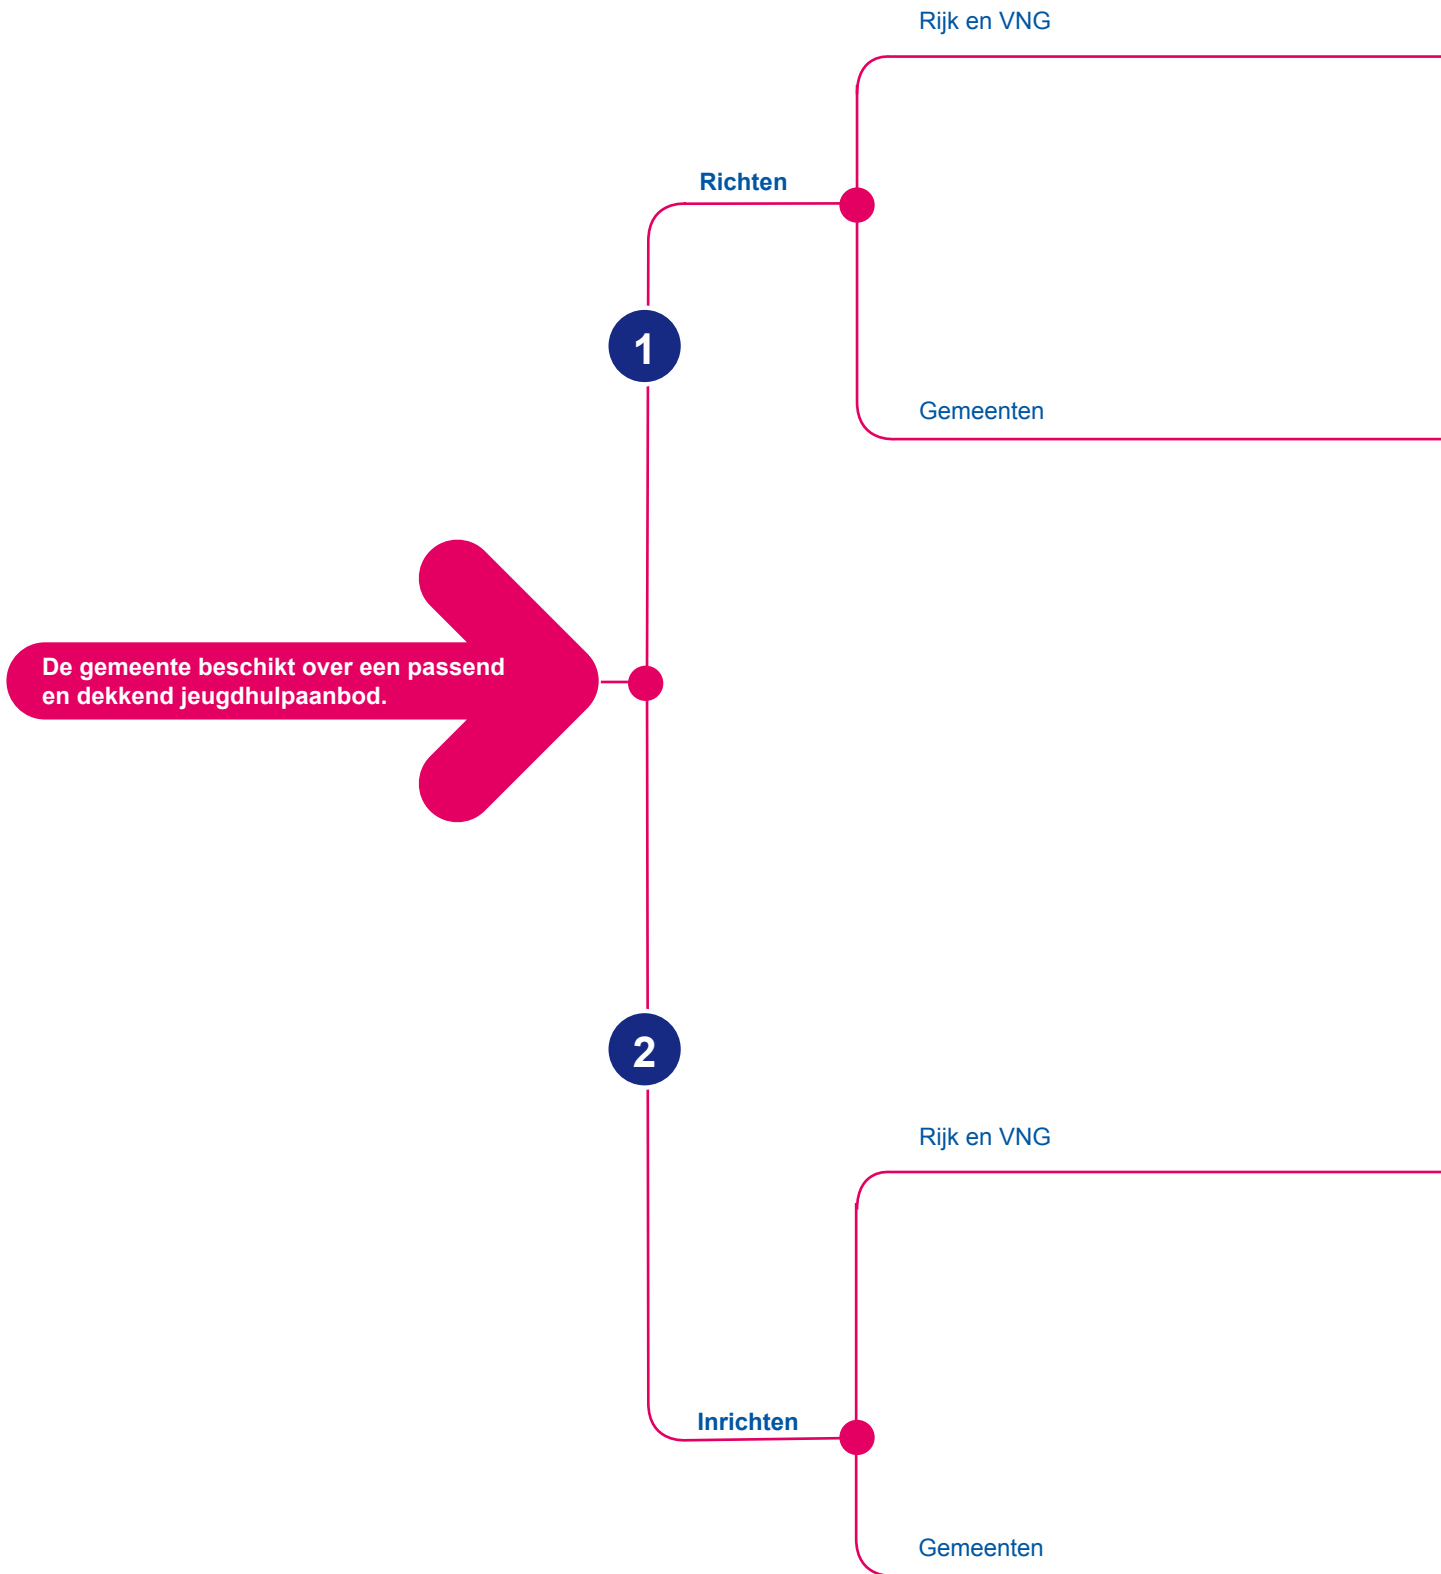 Rijk en VNG
Richten
1
Gemeenten
De gemeente beschikt over een passend
en dekkend jeugdhulpaanbod.
2
Rijk en VNG
Inrichten
Gemeenten